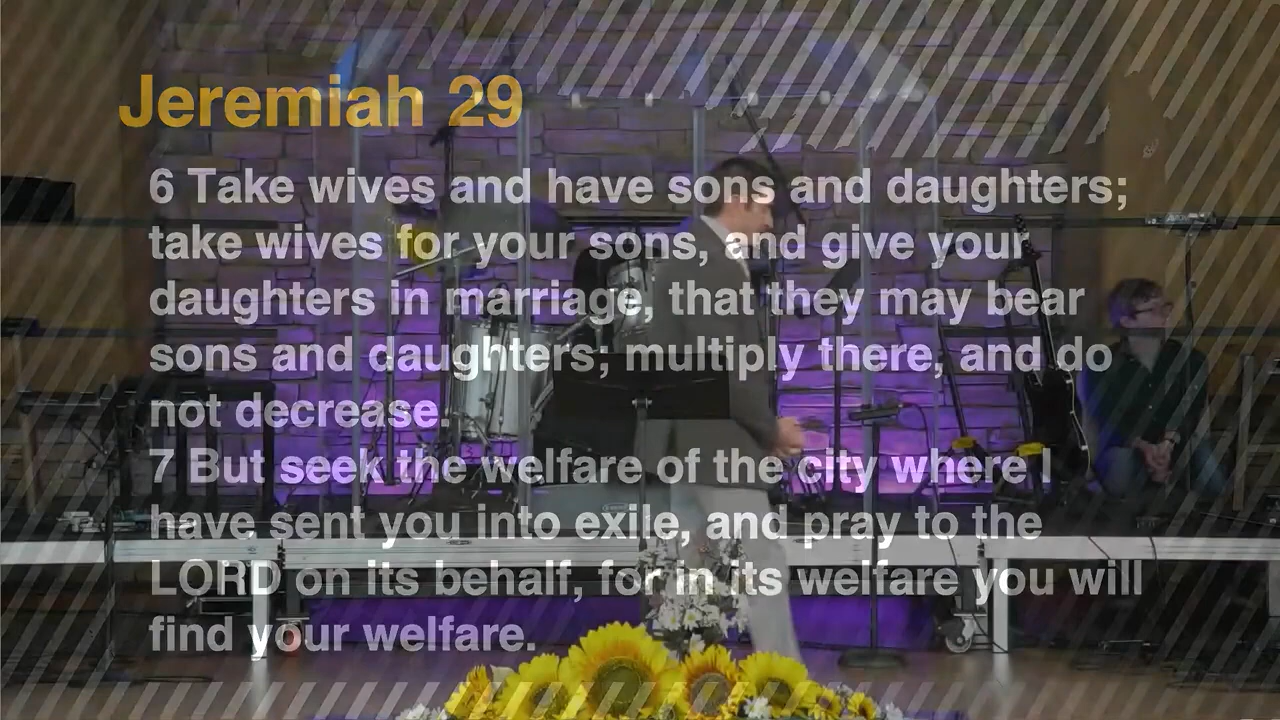 Jeremiah 29
6 Take wives and have sons and daughters;
take wives for your sons, and give your
daughters in marriage, that they may bear
sons and daughters; multiply there, and do
not decrease.
7 But seek the welfare of the city where I
have sent you into exile, and pray to the
LORD on its behalf, for in its welfare you will
find your welfare.